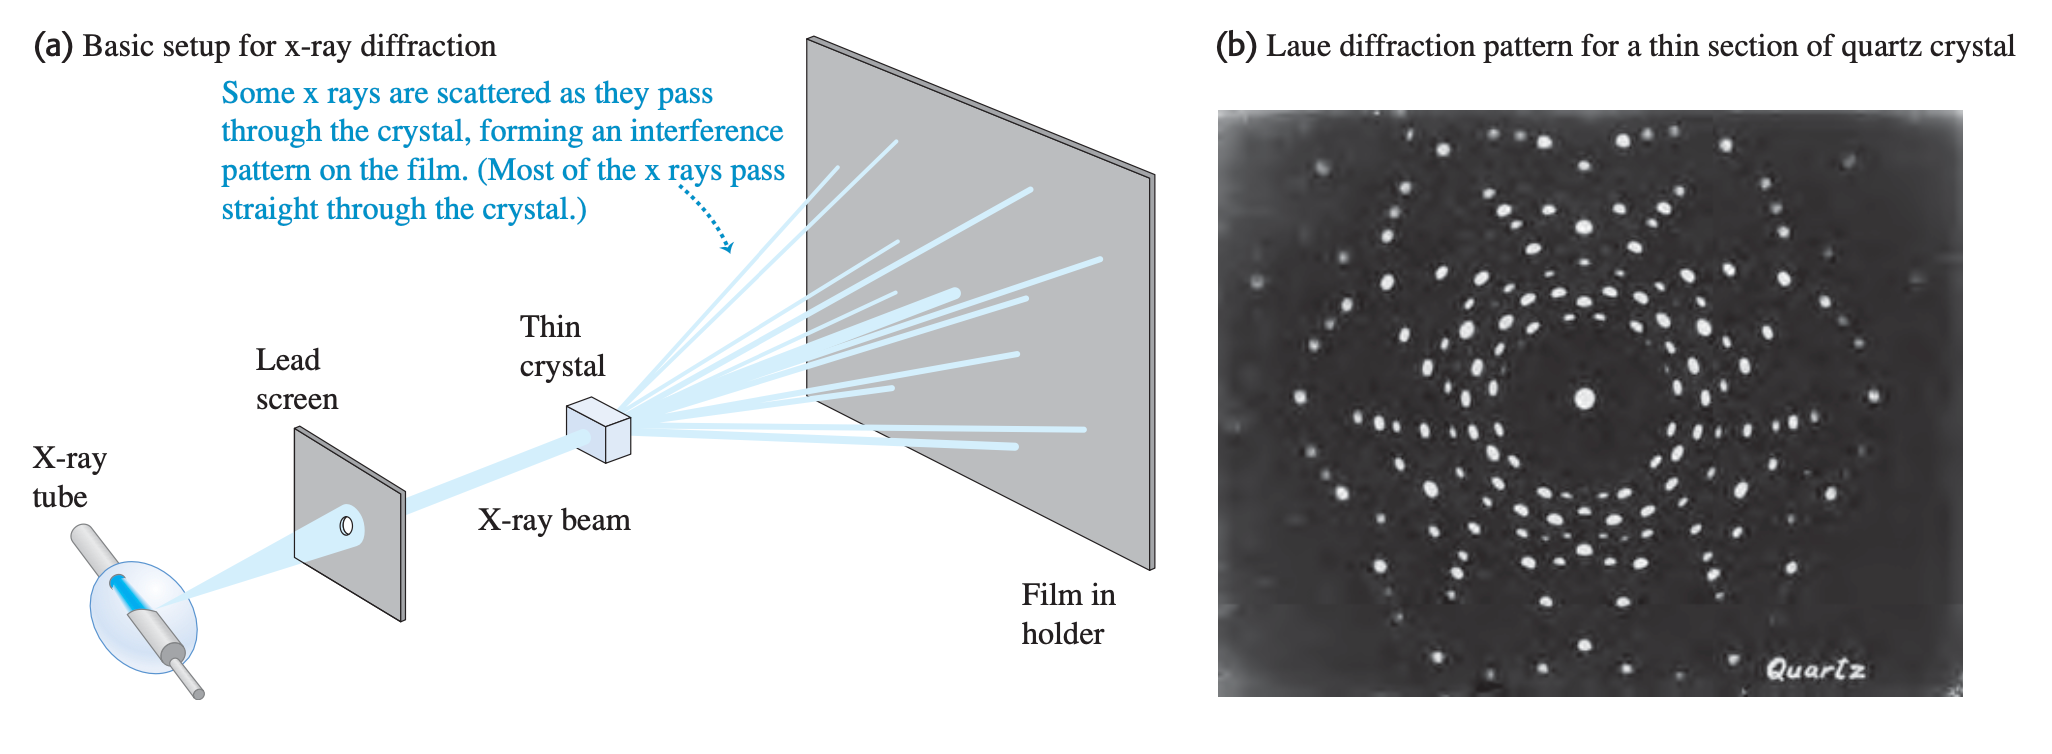 (a) Basic setup for x-ray diffraction
Some x rays are scattered as they pass
through the crystal, forming an interference
pattern on the film. (Most of the x rays pass
straight through the crystal.)
Thin
crystal
Lead
screen
X-ray
tube
X-ray beam
Film in
holder
(b) Laue diffraction pattern for a thin section of quartz crystal
Quartz